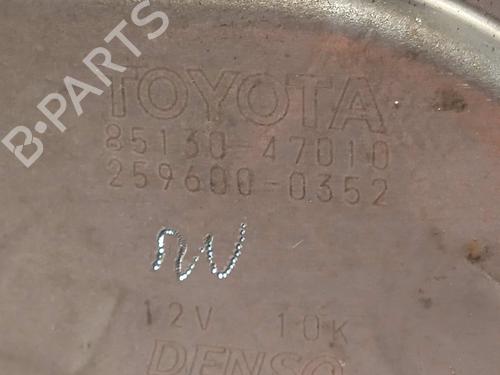 B-PARTS
TOYOTA
85130-47010
259600-0352
12V 10K
DENSO